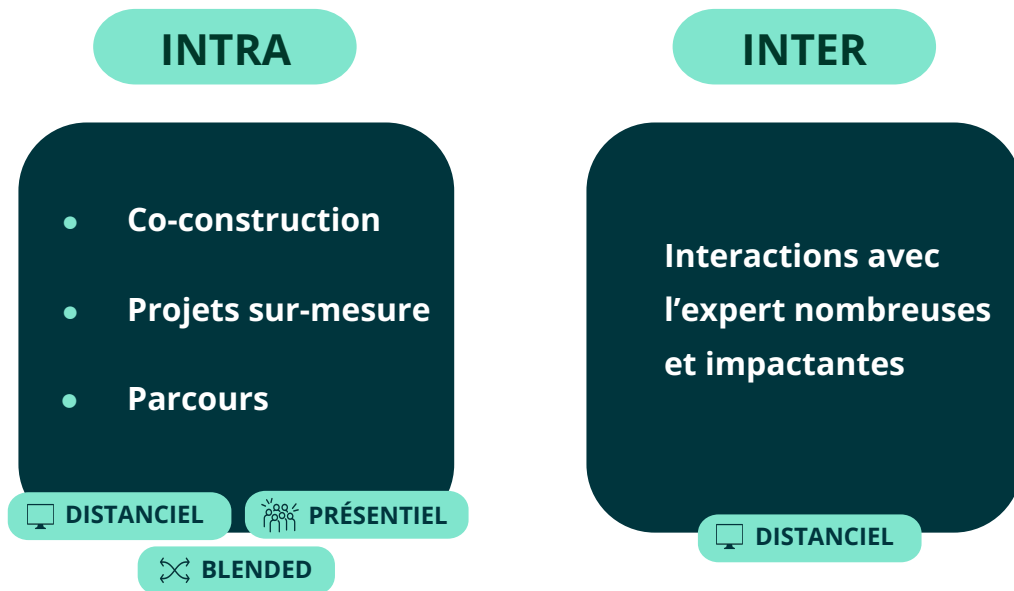 INTRA
Co-construction
Projets sur-mesure
Parcours
DISTANCIEL
PRÉSENTIEL
BLENDED
INTER
Interactions avec
l’expert nombreuses
et impactantes
DISTANCIEL